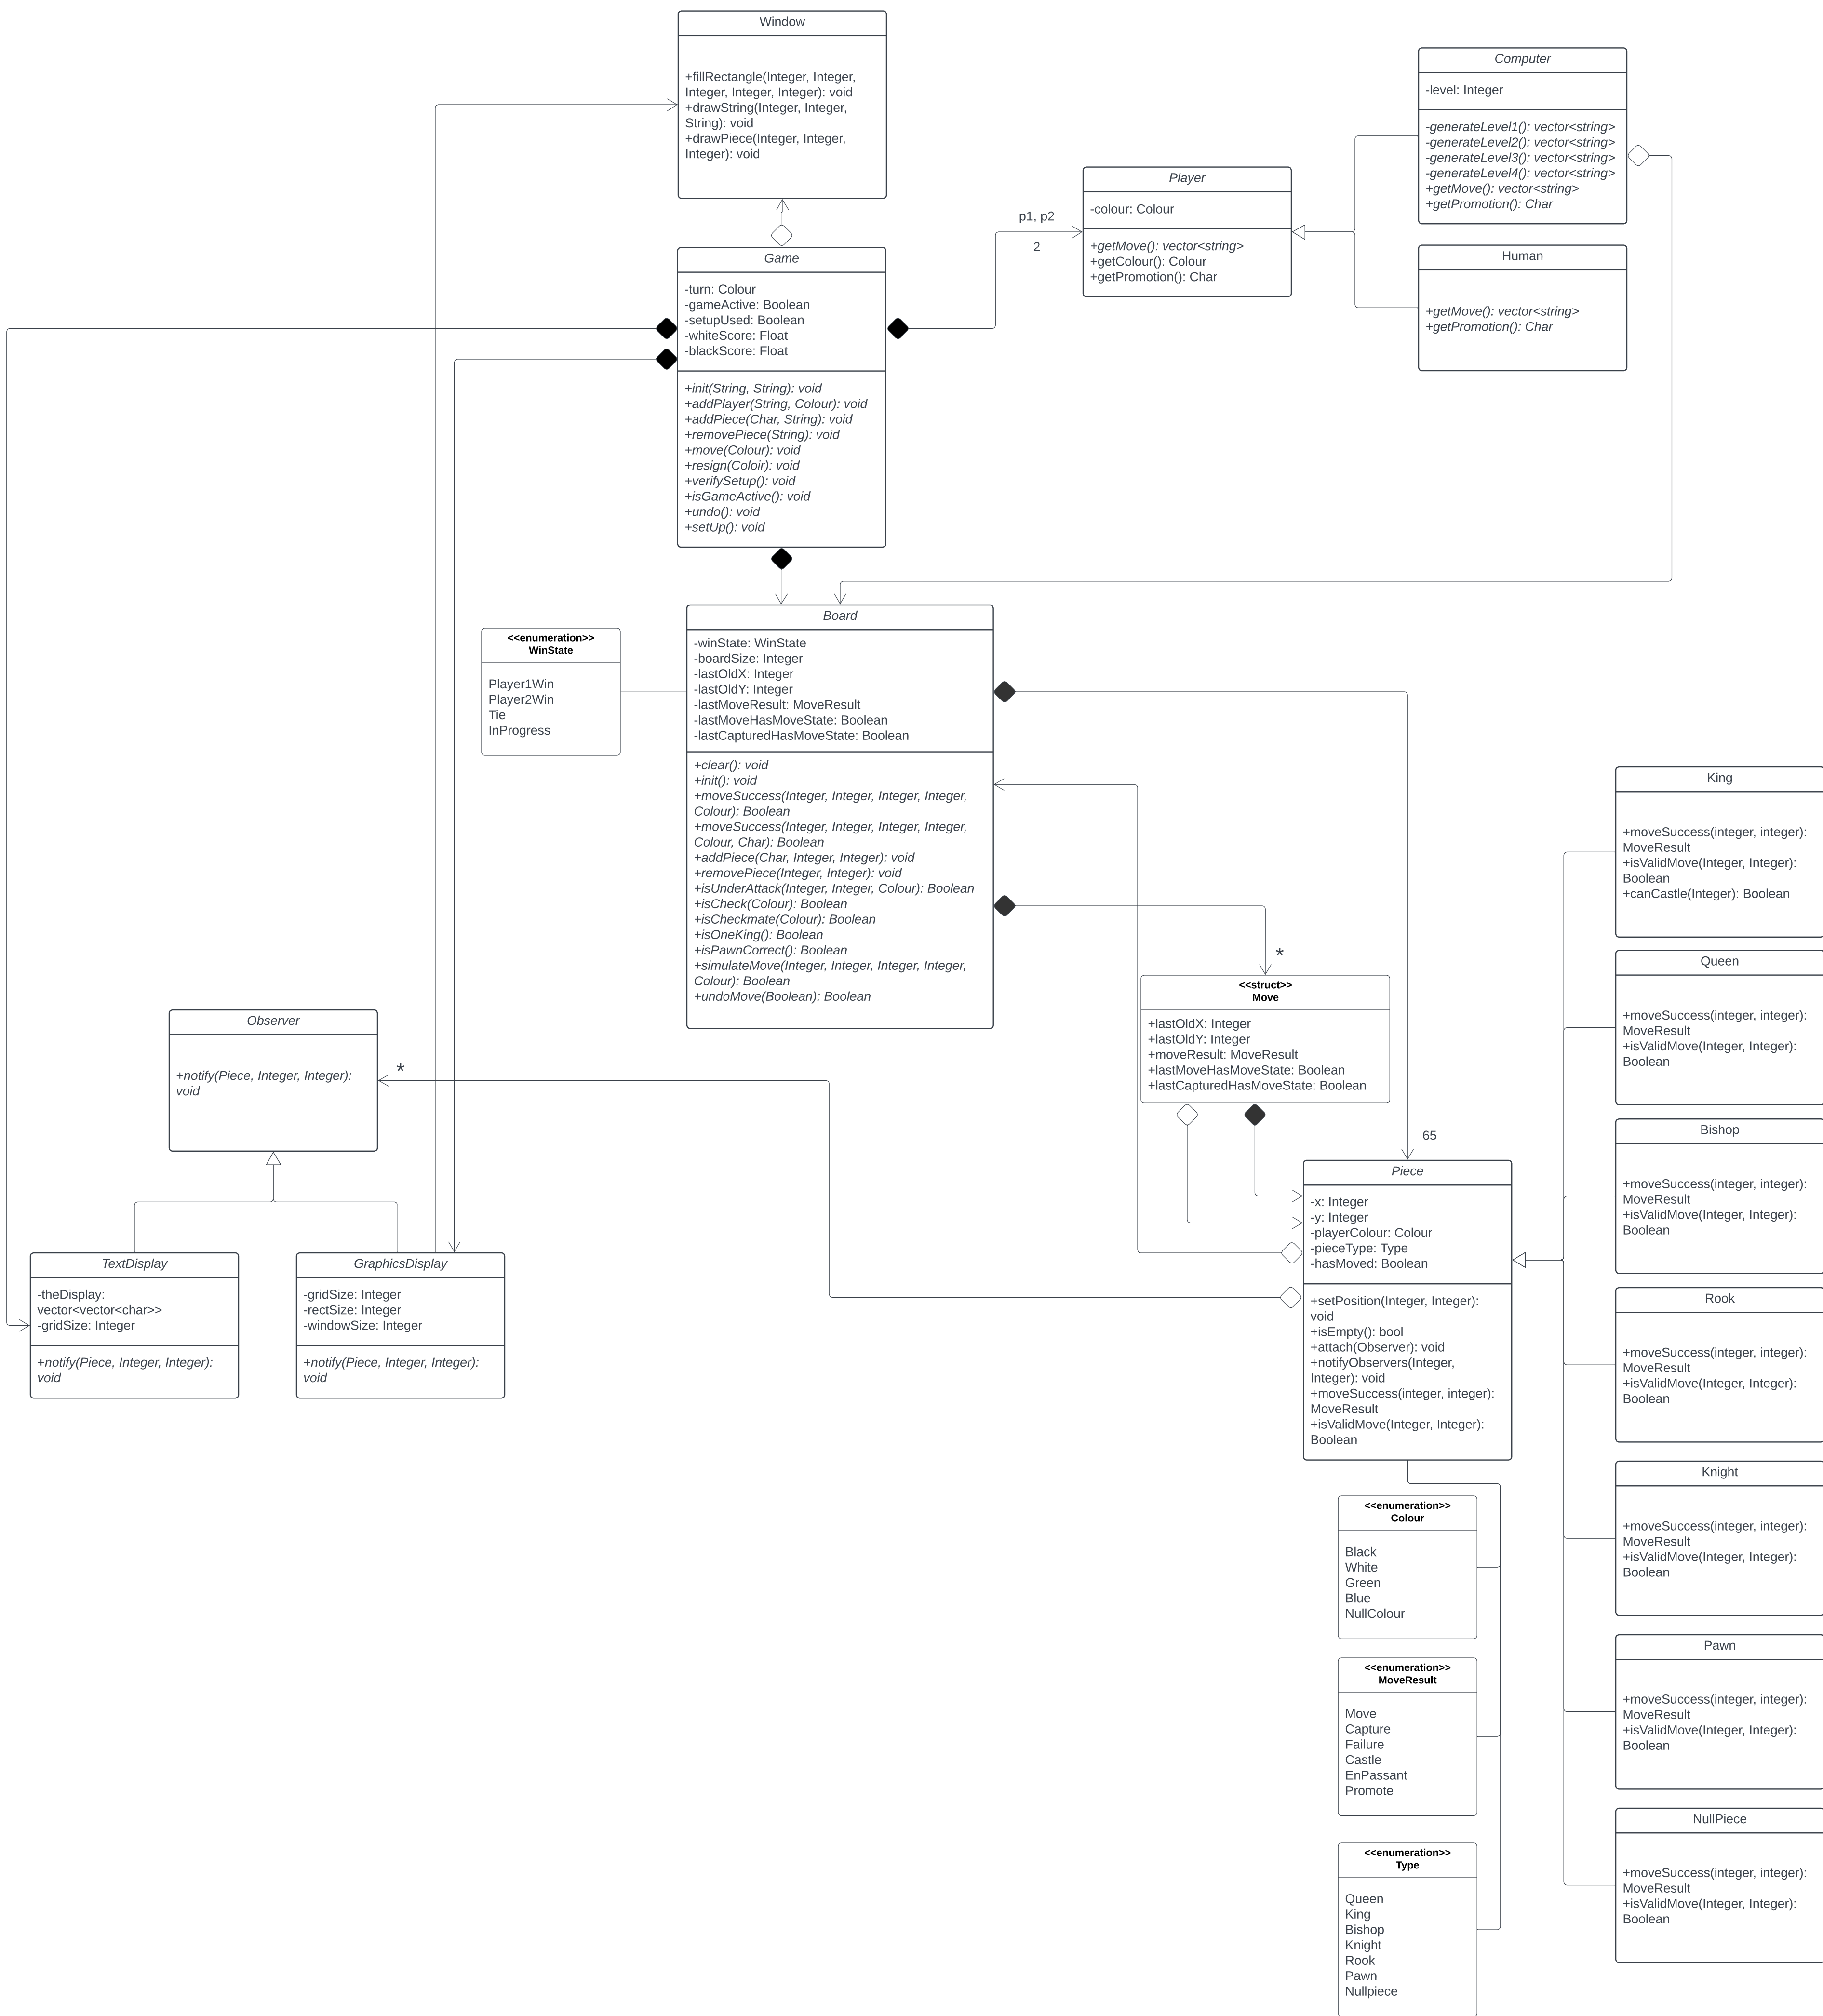 Window
+fillRectangle(Integer, Integer,
Integer, Integer, Integer): void
+drawString(Integer, Integer,
String): void
+drawPiece(Integer, Integer,
Integer): void
Computer
-level: Integer
-generateLevel1(): vector<string>
-generateLevel2(): vector<string>
-generateLevel3(): vector<string>
-generateLevel4(): vector<string>
+getMove(): vector<string>
+getPromotion(): Char
Player
-colour: Colour
+getMove(): vector<string>
+getColour(): Colour
+getPromotion(): Char
p1, p2
2
Human
+getMove(): vector<string>
+getPromotion(): Char
Game
-turn: Colour
-gameActive: Boolean
-setupUsed: Boolean
-whiteScore: Float
-blackScore: Float
+init(String, String): void
+addPlayer(String, Colour): void
+addPiece(Char, String): void
+removePiece(String): void
+move(Colour): void
+resign(Coloir): void
+verifySetup(): void
+isGameActive(): void
+undo(): void
+setUp(): void
<<enumeration>>
WinState
Player1Win
Player2Win
Tie
InProgress
Board
-winState: WinState
-boardSize: Integer
-lastOldX: Integer
-lastOldY: Integer
-lastMoveResult: MoveResult
-lastMoveHasMoveState: Boolean
-lastCapturedHasMoveState: Boolean
+clear(): void
+init(): void
+moveSuccess(Integer, Integer, Integer, Integer,
Colour): Boolean
+moveSuccess(Integer, Integer, Integer, Integer,
Colour, Char): Boolean
+addPiece(Char, Integer, Integer): void
+removePiece(Integer, Integer): void
+isUnderAttack(Integer, Integer, Colour): Boolean
+isCheck(Colour): Boolean
+isCheckmate(Colour): Boolean
+isOneKing(): Boolean
+isPawnCorrect(): Boolean
+simulateMove(Integer, Integer, Integer, Integer,
Colour): Boolean
+undoMove(Boolean): Boolean
*
<<struct>>
Move
+lastOldX: Integer
+lastOldY: Integer
+moveResult: MoveResult
+lastMoveHasMoveState: Boolean
+lastCapturedHasMoveState: Boolean
Observer
+notify(Piece, Integer, Integer):
void
*
TextDisplay
-theDisplay:
vector<vector<char>>
-gridSize: Integer
+notify(Piece, Integer, Integer):
void
GraphicsDisplay
-gridSize: Integer
-rectSize: Integer
-windowSize: Integer
+notify(Piece, Integer, Integer):
void
65
Piece
-x: Integer
-y: Integer
-playerColour: Colour
-pieceType: Type
-hasMoved: Boolean
+setPosition(Integer, Integer):
void
+isEmpty(): bool
+attach(Observer): void
+notifyObservers(Integer,
Integer): void
+moveSuccess(integer, integer):
MoveResult
+isValidMove(Integer, Integer):
Boolean
<<enumeration>>
Colour
Black
White
Green
Blue
NullColour
<<enumeration>>
MoveResult
Move
Capture
Failure
Castle
EnPassant
Promote
<<enumeration>>
Type
Queen
King
Bishop
Knight
Rook
Pawn
Nullpiece
King
+moveSuccess(integer, integer):
MoveResult
+isValidMove(Integer, Integer):
Boolean
+canCastle(Integer): Boolean
Queen
+moveSuccess(integer, integer):
MoveResult
+isValidMove(Integer, Integer):
Boolean
Bishop
+moveSuccess(integer, integer):
MoveResult
+isValidMove(Integer, Integer):
Boolean
Rook
+moveSuccess(integer, integer):
MoveResult
+isValidMove(Integer, Integer):
Boolean
Knight
+moveSuccess(integer, integer):
MoveResult
+isValidMove(Integer, Integer):
Boolean
Pawn
+moveSuccess(integer, integer):
MoveResult
+isValidMove(Integer, Integer):
Boolean
NullPiece
+moveSuccess(integer, integer):
MoveResult
+isValidMove(Integer, Integer):
Boolean